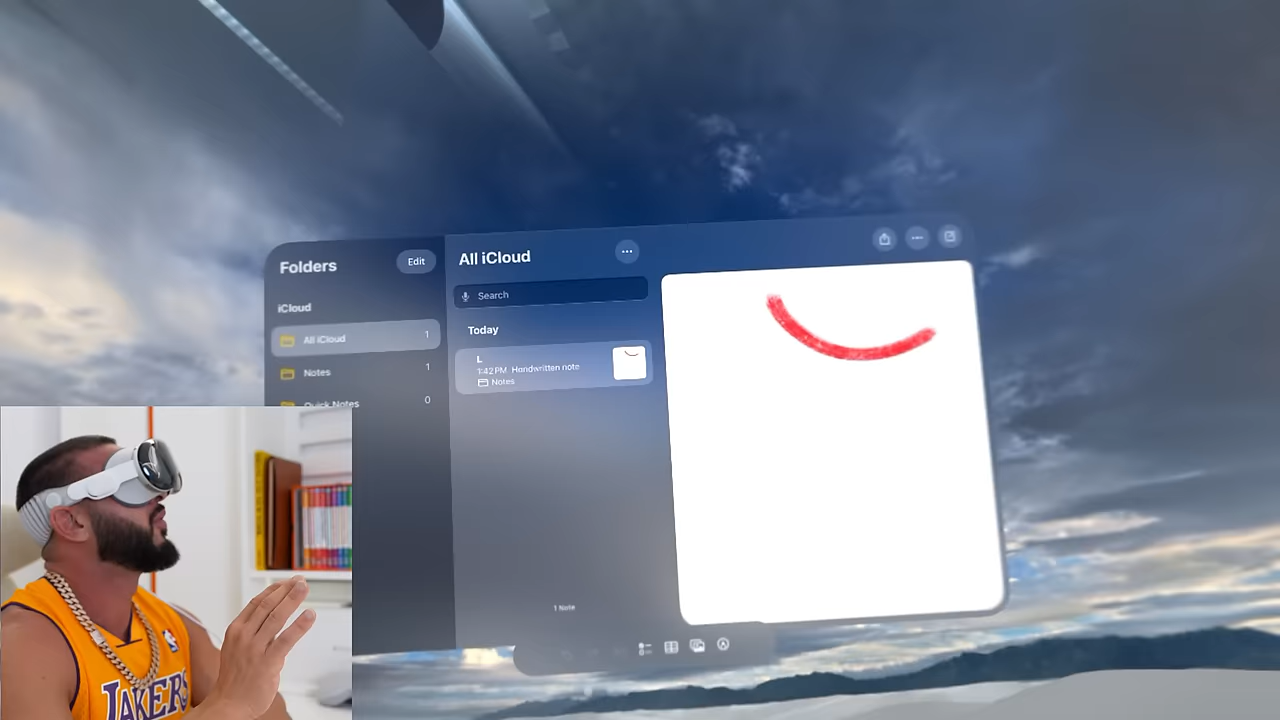 Folders
Edit
iCloud
All iCloud 1
Notes 1
Quick Notes 0
All iCloud
Search
Today
L
1:42 PM Handwritten note
Notes
1 Note
LAKERS